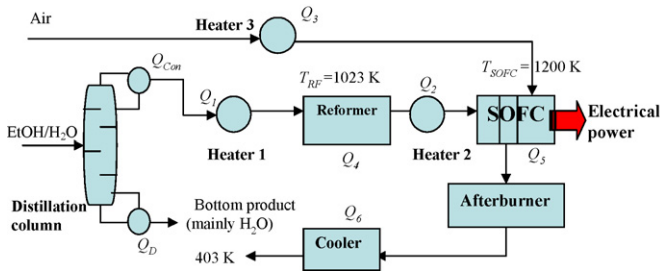 Air
Heater 3
Q3
QCon
Q1
TRF =1023 K
Q2
TSOFC = 1200 K
EtOH/H2O
Reformer
SOFC
Electrical
power
Heater 1
Q4
Heater 2
Q5
Distillation
column
QD
Bottom product
(mainly H2O)
Q6
Afterburner
403 K
Cooler